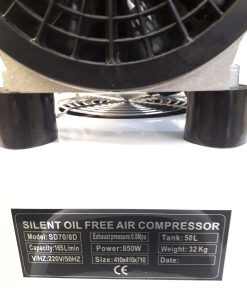 SILENT OIL FREE AIR COMPRESSOR
Model: SD70/8D Exhaust pressure: 0.8Mpa Tank: 50L
Capacity: 165L/min Power: 850W Weight: 32 Kg
V/HZ: 220V/50HZ Size: 410x410x710 Date:
CE